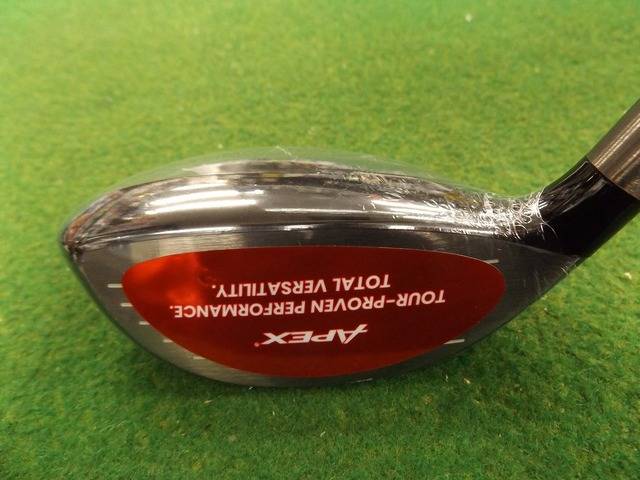 APEX®
TOUR-PROVEN PERFORMANCE.
TOTAL VERSATILITY.